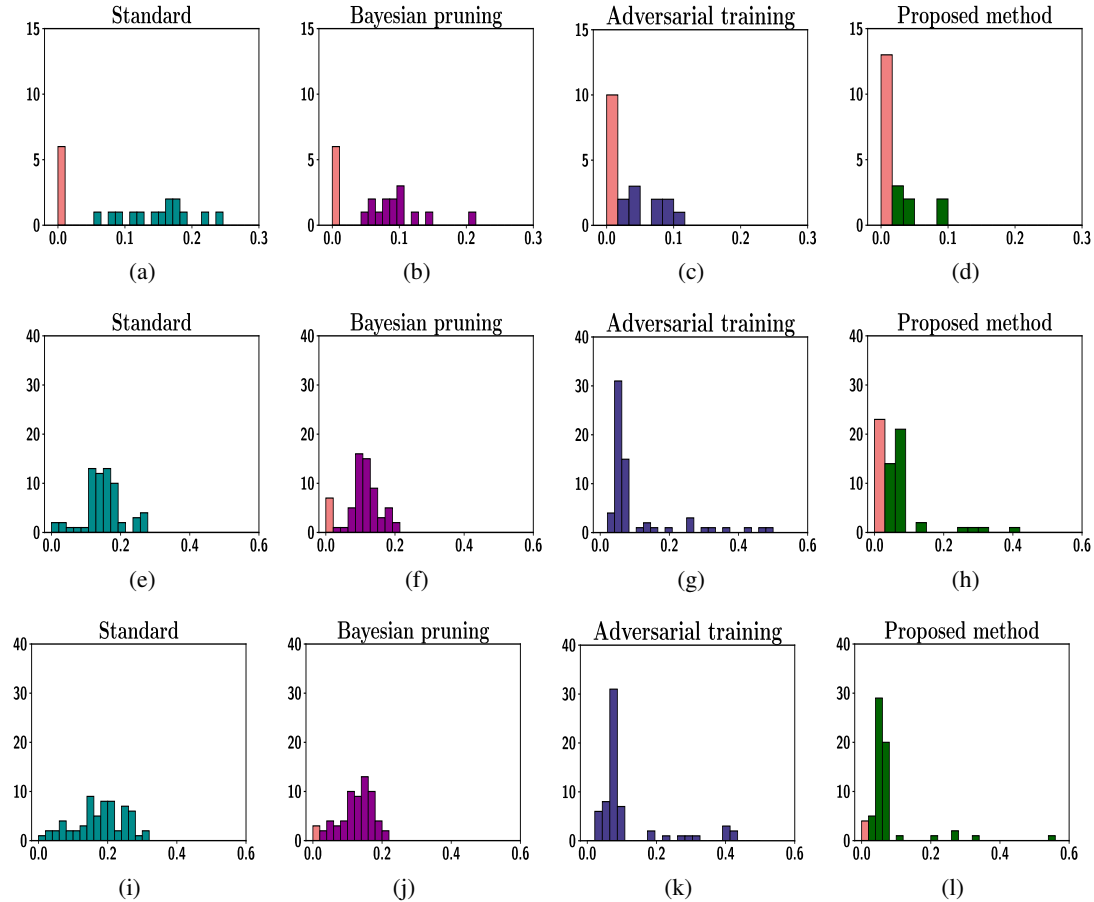 Standard Bayesian pruning Adversarial training Proposed method
15 15 15 15
10 10 10 10
5 5 5 5
0 0 0 0
0.0 0.1 0.2 0.3 0.0 0.1 0.2 0.3 0.0 0.1 0.2 0.3 0.0 0.1 0.2 0.3
(a) (b) (c) (d)
Standard Bayesian pruning Adversarial training Proposed method
40 40 40 40
30 30 30 30
20 20 20 20
10 10 10 10
0 0 0 0
0.0 0.2 0.4 0.6 0.0 0.2 0.4 0.6 0.0 0.2 0.4 0.6 0.0 0.2 0.4 0.6
(e) (f) (g) (h)
Standard Bayesian pruning Adversarial training Proposed method
40 40 40 40
30 30 30 30
20 20 20 20
10 10 10 10
0 0 0 0
0.0 0.2 0.4 0.6 0.0 0.2 0.4 0.6 0.0 0.2 0.4 0.6 0.0 0.2 0.4 0.6
(i) (j) (k) (l)